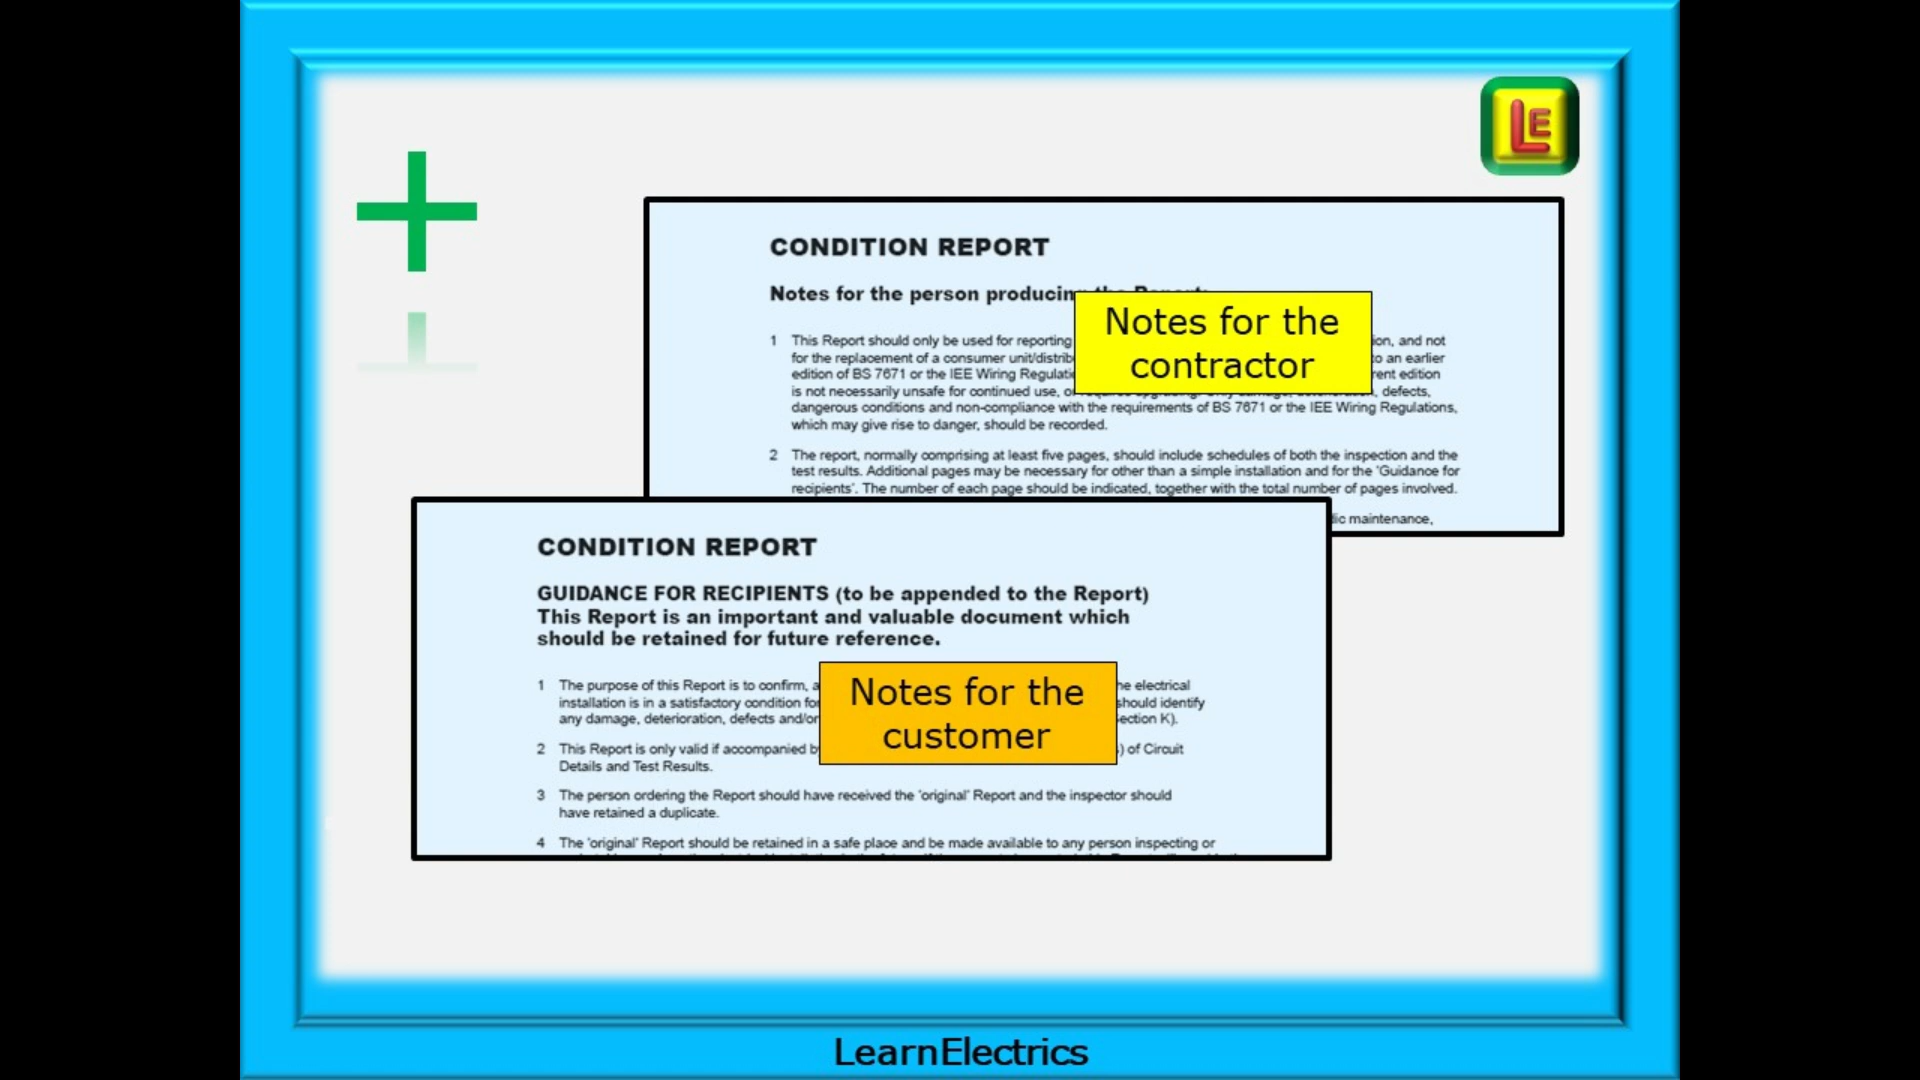 LE
CONDITION REPORT
Notes for the person producing the Report:
Notes for the
contractor
1 This Report should only be used for reporting ion, and not
for the replacement of a consumer unit/distrib to an earlier
edition of BS 7671 or the IEE Wiring Regulatio rent edition
is not necessarily unsafe for continued use, or requires upgrading. Only damage, deterioration, defects,
dangerous conditions and non-compliance with the requirements of BS 7671 or the IEE Wiring Regulations,
which may give rise to danger, should be recorded.
2 The report, normally comprising at least five pages, should include schedules of both the inspection and the
test results. Additional pages may be necessary for other than a simple installation and for the 'Guidance for
recipients'. The number of each page should be indicated, together with the total number of pages involved.
dic maintenance,
CONDITION REPORT
GUIDANCE FOR RECIPIENTS (to be appended to the Report)
This Report is an important and valuable document which
should be retained for future reference.
Notes for the
customer
1 The purpose of this Report is to confirm, a he electrical
installation is in a satisfactory condition for should identify
any damage, deterioration, defects and/or ection K).
2 This Report is only valid if accompanied b ) of Circuit
Details and Test Results.
3 The person ordering the Report should have received the 'original' Report and the inspector should
have retained a duplicate.
4 The 'original' Report should be retained in a safe place and be made available to any person inspecting or
LearnElectrics